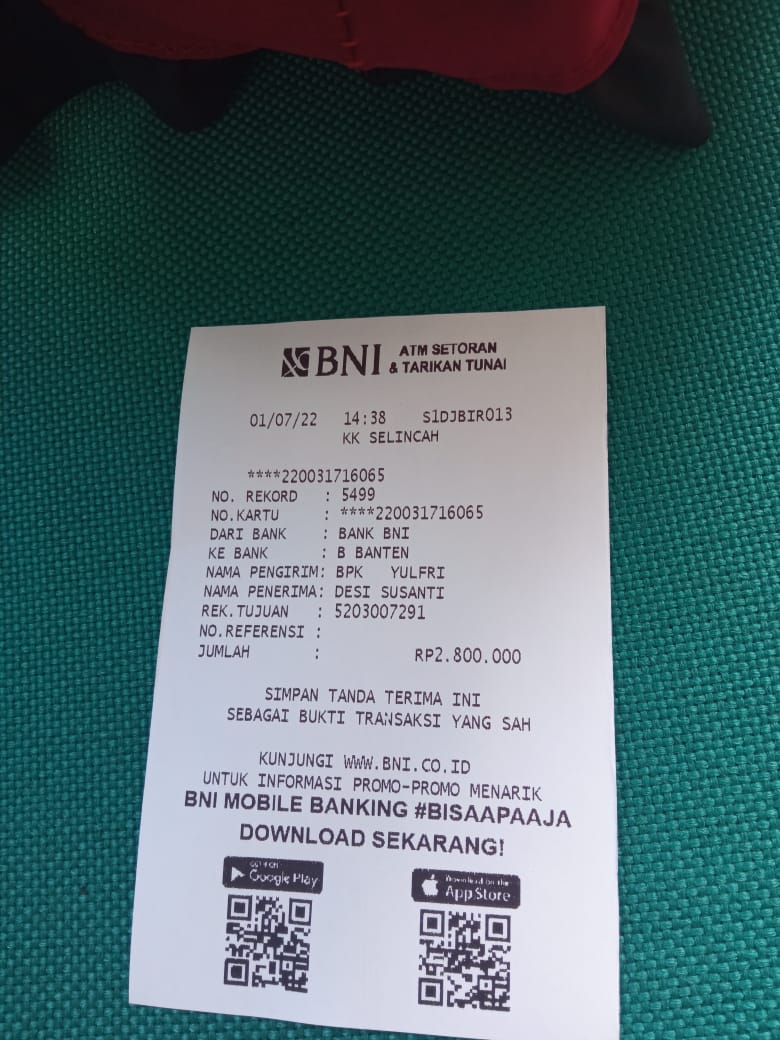 BNI ATM SETORAN
& TARIKAN TUNAI
01/07/22 14:38 S1DJBIR013
KK SELINCAH
****220031716065
NO. REKORD : 5499
NO.KARTU : ****220031716065
DARI BANK : BANK BNI
KE BANK : B BANTEN
NAMA PENGIRIM: BPK YULFRI
NAMA PENERIMA: DESI SUSANTI
REK.TUJUAN : 5203007291
NO.REFERENSI :
JUMLAH : RP2.800.000
SIMPAN TANDA TERIMA INI
SEBAGAI BUKTI TRANSAKSI YANG SAH
KUNJUNGI WWW.BNI.CO.ID
UNTUK INFORMASI PROMO-PROMO MENARIK
BNI MOBILE BANKING #BISAAPAAJA
DOWNLOAD SEKARANG!
Google Play
Download on the
App Store